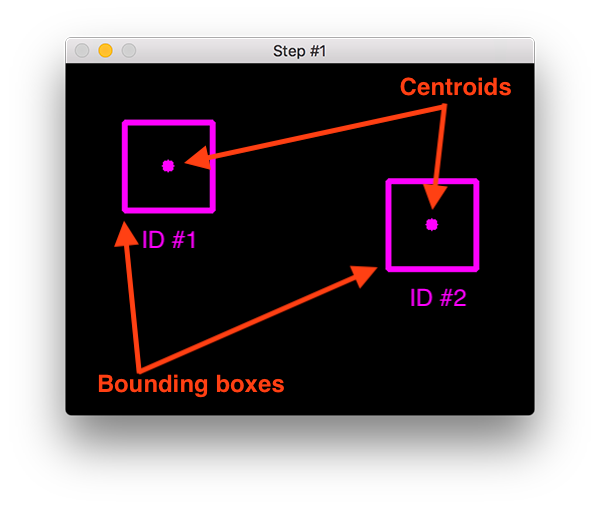 Step #1
Centroids
ID #1
ID #2
Bounding boxes